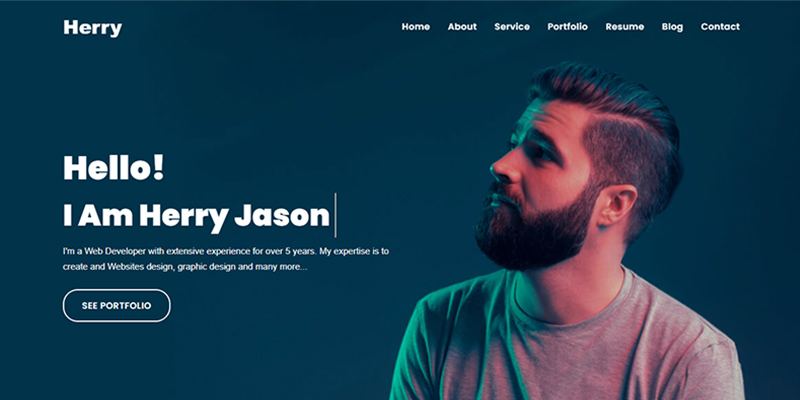 Herry
Home About Service Portfolio Resume Blog Contact
Hello!
I Am Herry Jason
I'm a Web Developer with extensive experience for over 5 years. My expertise is to
create and Websites design, graphic design and many more...
SEE PORTFOLIO